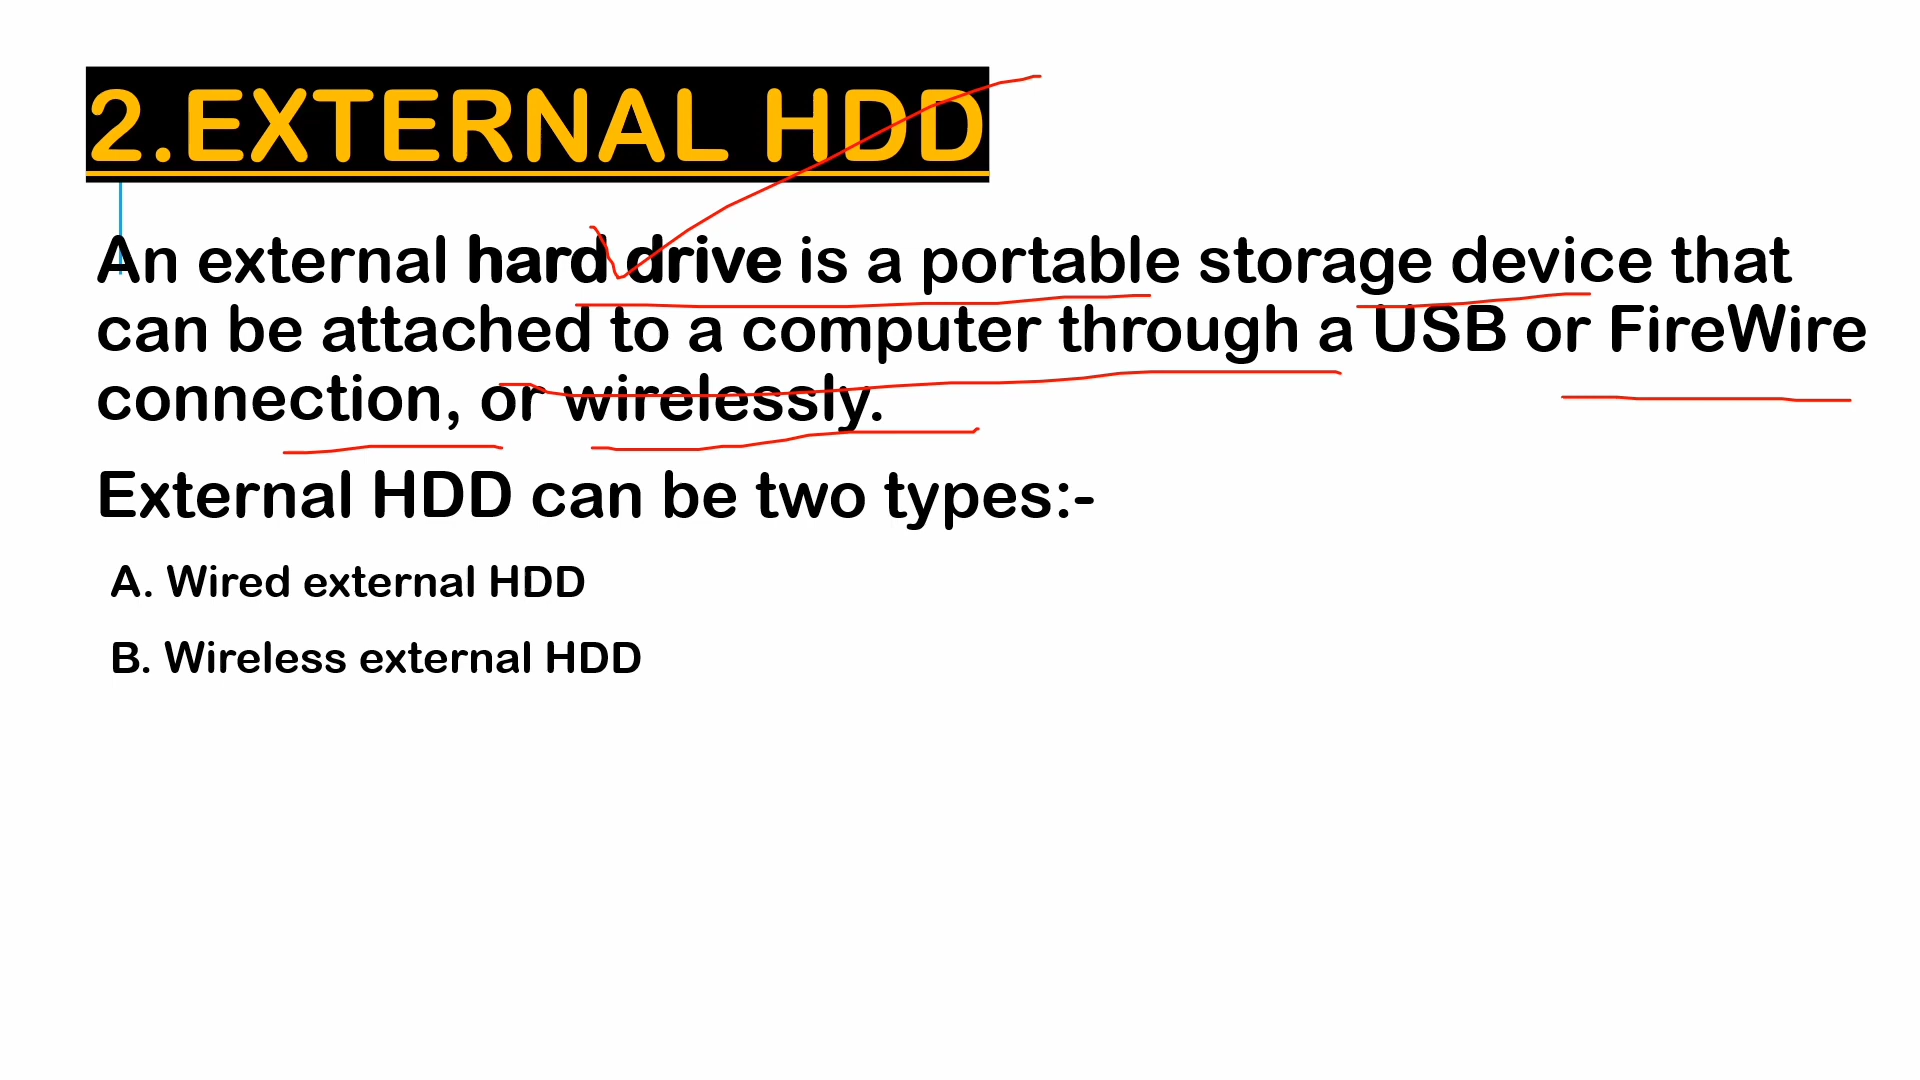 2.EXTERNAL HDD
An external hard drive is a portable storage device that
can be attached to a computer through a USB or FireWire
connection, or wirelessly.
External HDD can be two types:-
A. Wired external HDD
B. Wireless external HDD